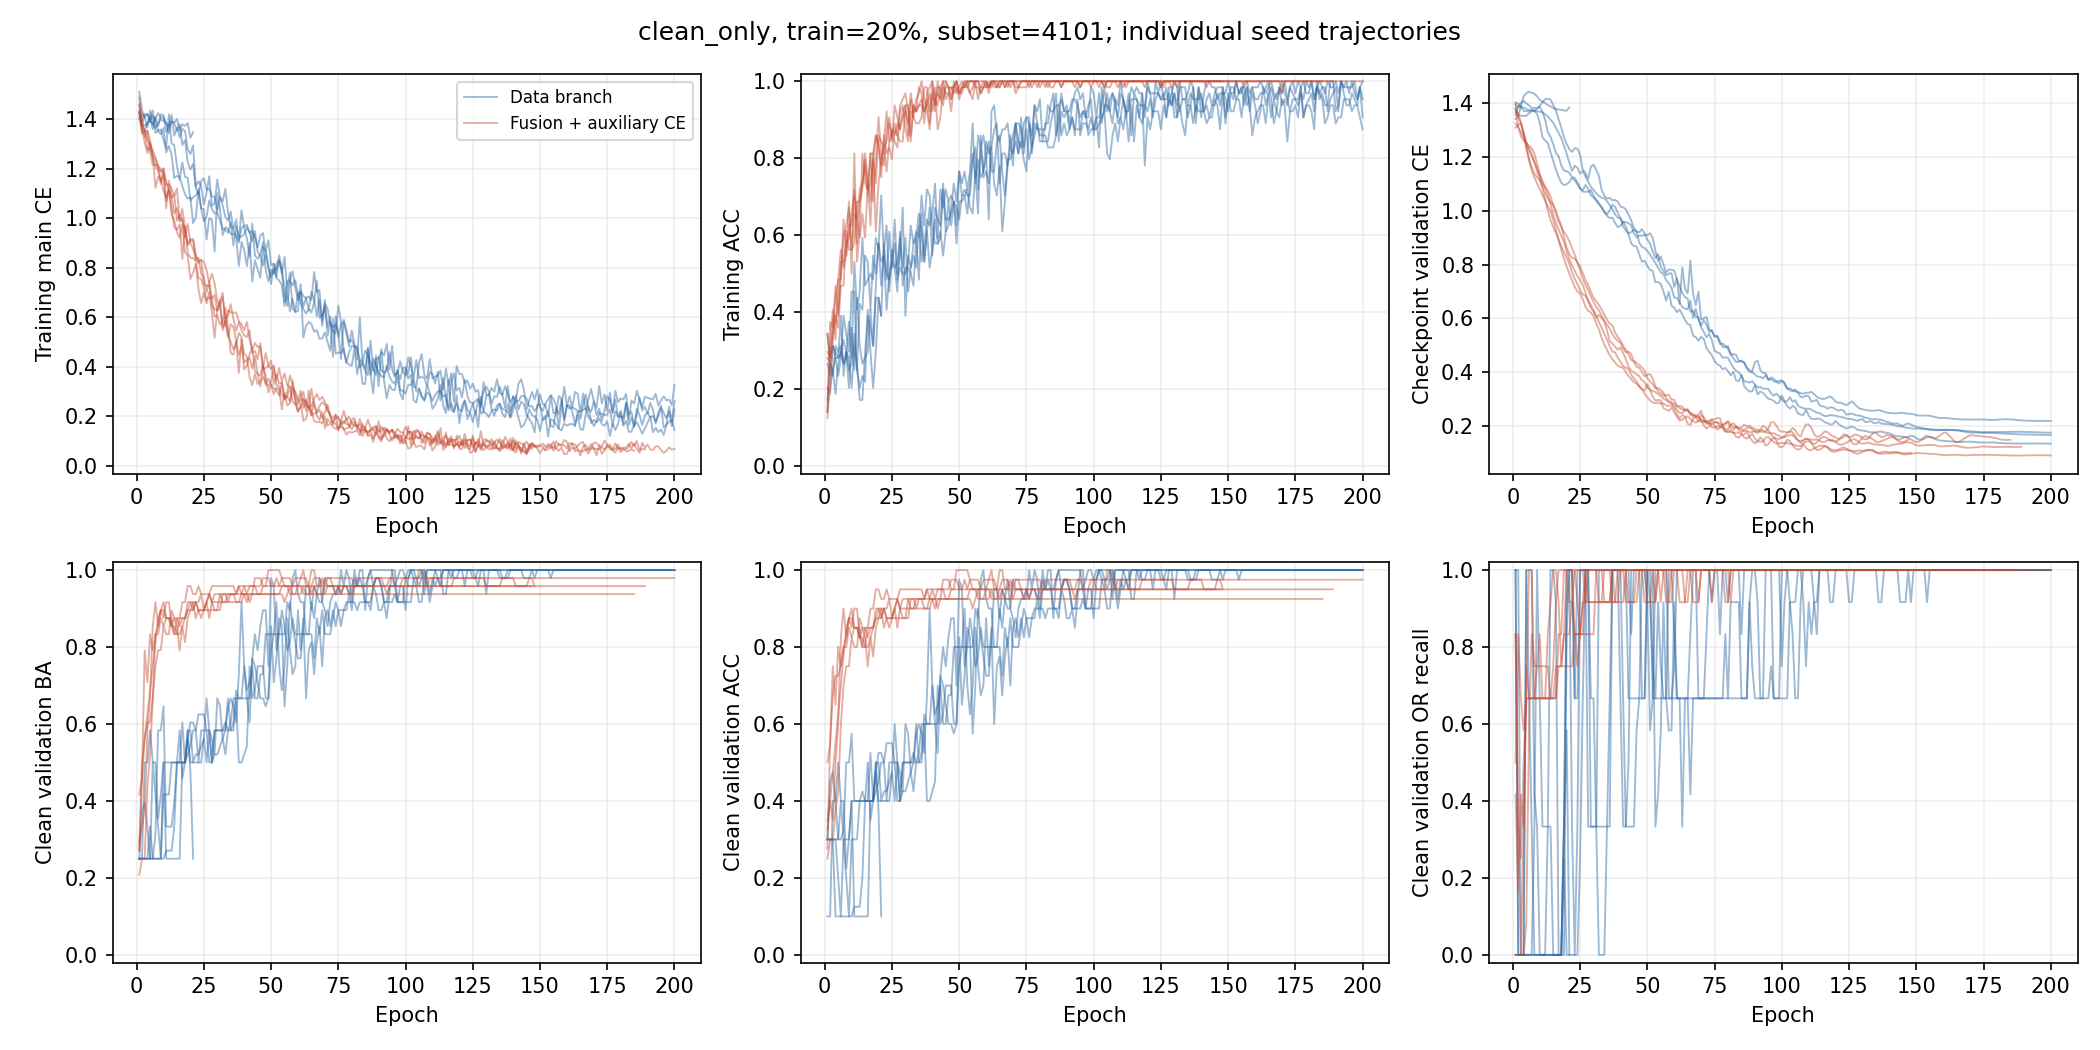 clean_only, train=20%, subset=4101; individual seed trajectories
Training main CE
1.4
1.2
1.0
0.8
0.6
0.4
0.2
0.0
Data branch
Fusion + auxiliary CE
0 25 50 75 100 125 150 175 200
Epoch
Training ACC
1.0
0.8
0.6
0.4
0.2
0.0
0 25 50 75 100 125 150 175 200
Epoch
Checkpoint validation CE
1.4
1.2
1.0
0.8
0.6
0.4
0.2
0 25 50 75 100 125 150 175 200
Epoch
Clean validation BA
1.0
0.8
0.6
0.4
0.2
0.0
0 25 50 75 100 125 150 175 200
Epoch
Clean validation ACC
1.0
0.8
0.6
0.4
0.2
0.0
0 25 50 75 100 125 150 175 200
Epoch
Clean validation OR recall
1.0
0.8
0.6
0.4
0.2
0.0
0 25 50 75 100 125 150 175 200
Epoch